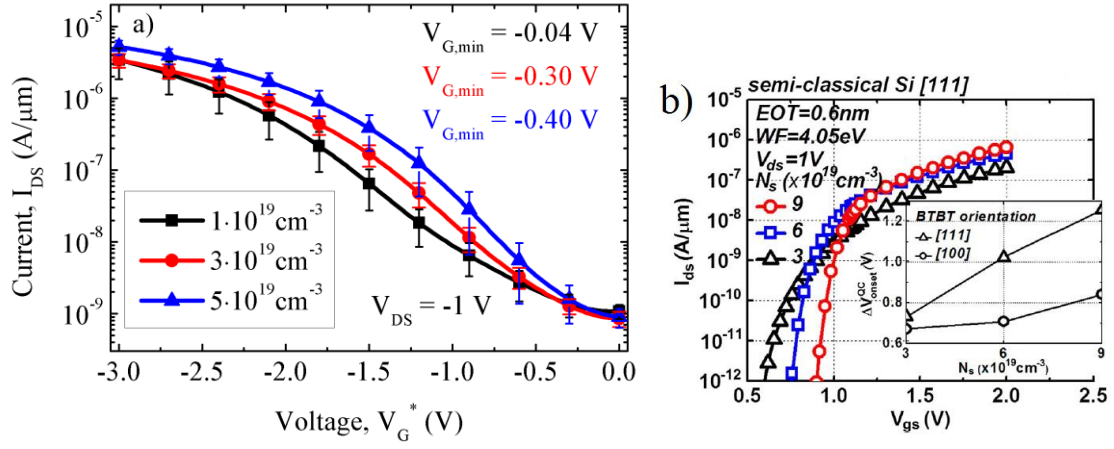 a)
V_G,min = -0.04 V
V_G,min = -0.30 V
V_G,min = -0.40 V
10^-5
10^-6
10^-7
10^-8
10^-9
Current, I_DS (A/μm)
1·10^19cm^-3
3·10^19cm^-3
5·10^19cm^-3
V_DS = -1 V
-3.0 -2.5 -2.0 -1.5 -1.0 -0.5 0.0
Voltage, V_G^* (V)
b)
semi-classical Si [111]
10^-5
10^-6
10^-7
10^-8
10^-9
10^-10
10^-11
10^-12
I_ds (A/μm)
EOT=0.6nm
WF=4.05eV
V_ds=1V
N_s (x10^19cm^-3)
9
6
3
BTBT orientation
[111]
[100]
1.2
1.0
0.8
0.6
ΔV_onset^QC (V)
3 6 9
N_s (x10^19cm^-3)
0.5 1.0 1.5 2.0 2.5
V_gs (V)